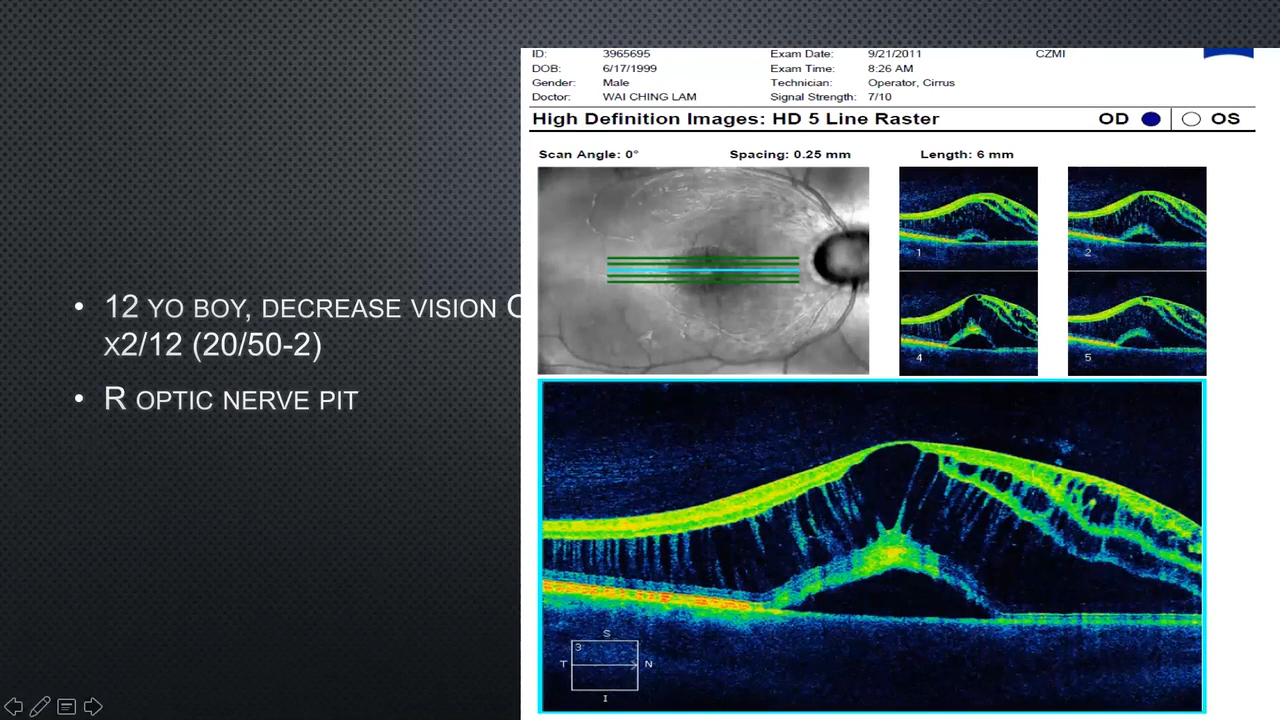 ID: 3965695 Exam Date: 9/21/2011 CZMI
DOB: 6/17/1999 Exam Time: 8:26 AM
Gender: Male Technician: Operator, Cirrus
Doctor: WAI CHING LAM Signal Strength: 7/10
High Definition Images: HD 5 Line Raster OD OS
Scan Angle: 0° Spacing: 0.25 mm Length: 6 mm
1 2
4 5
• 12 YO BOY, DECREASE VISION
X2/12 (20/50-2)
• R OPTIC NERVE PIT
S
3
T N
I